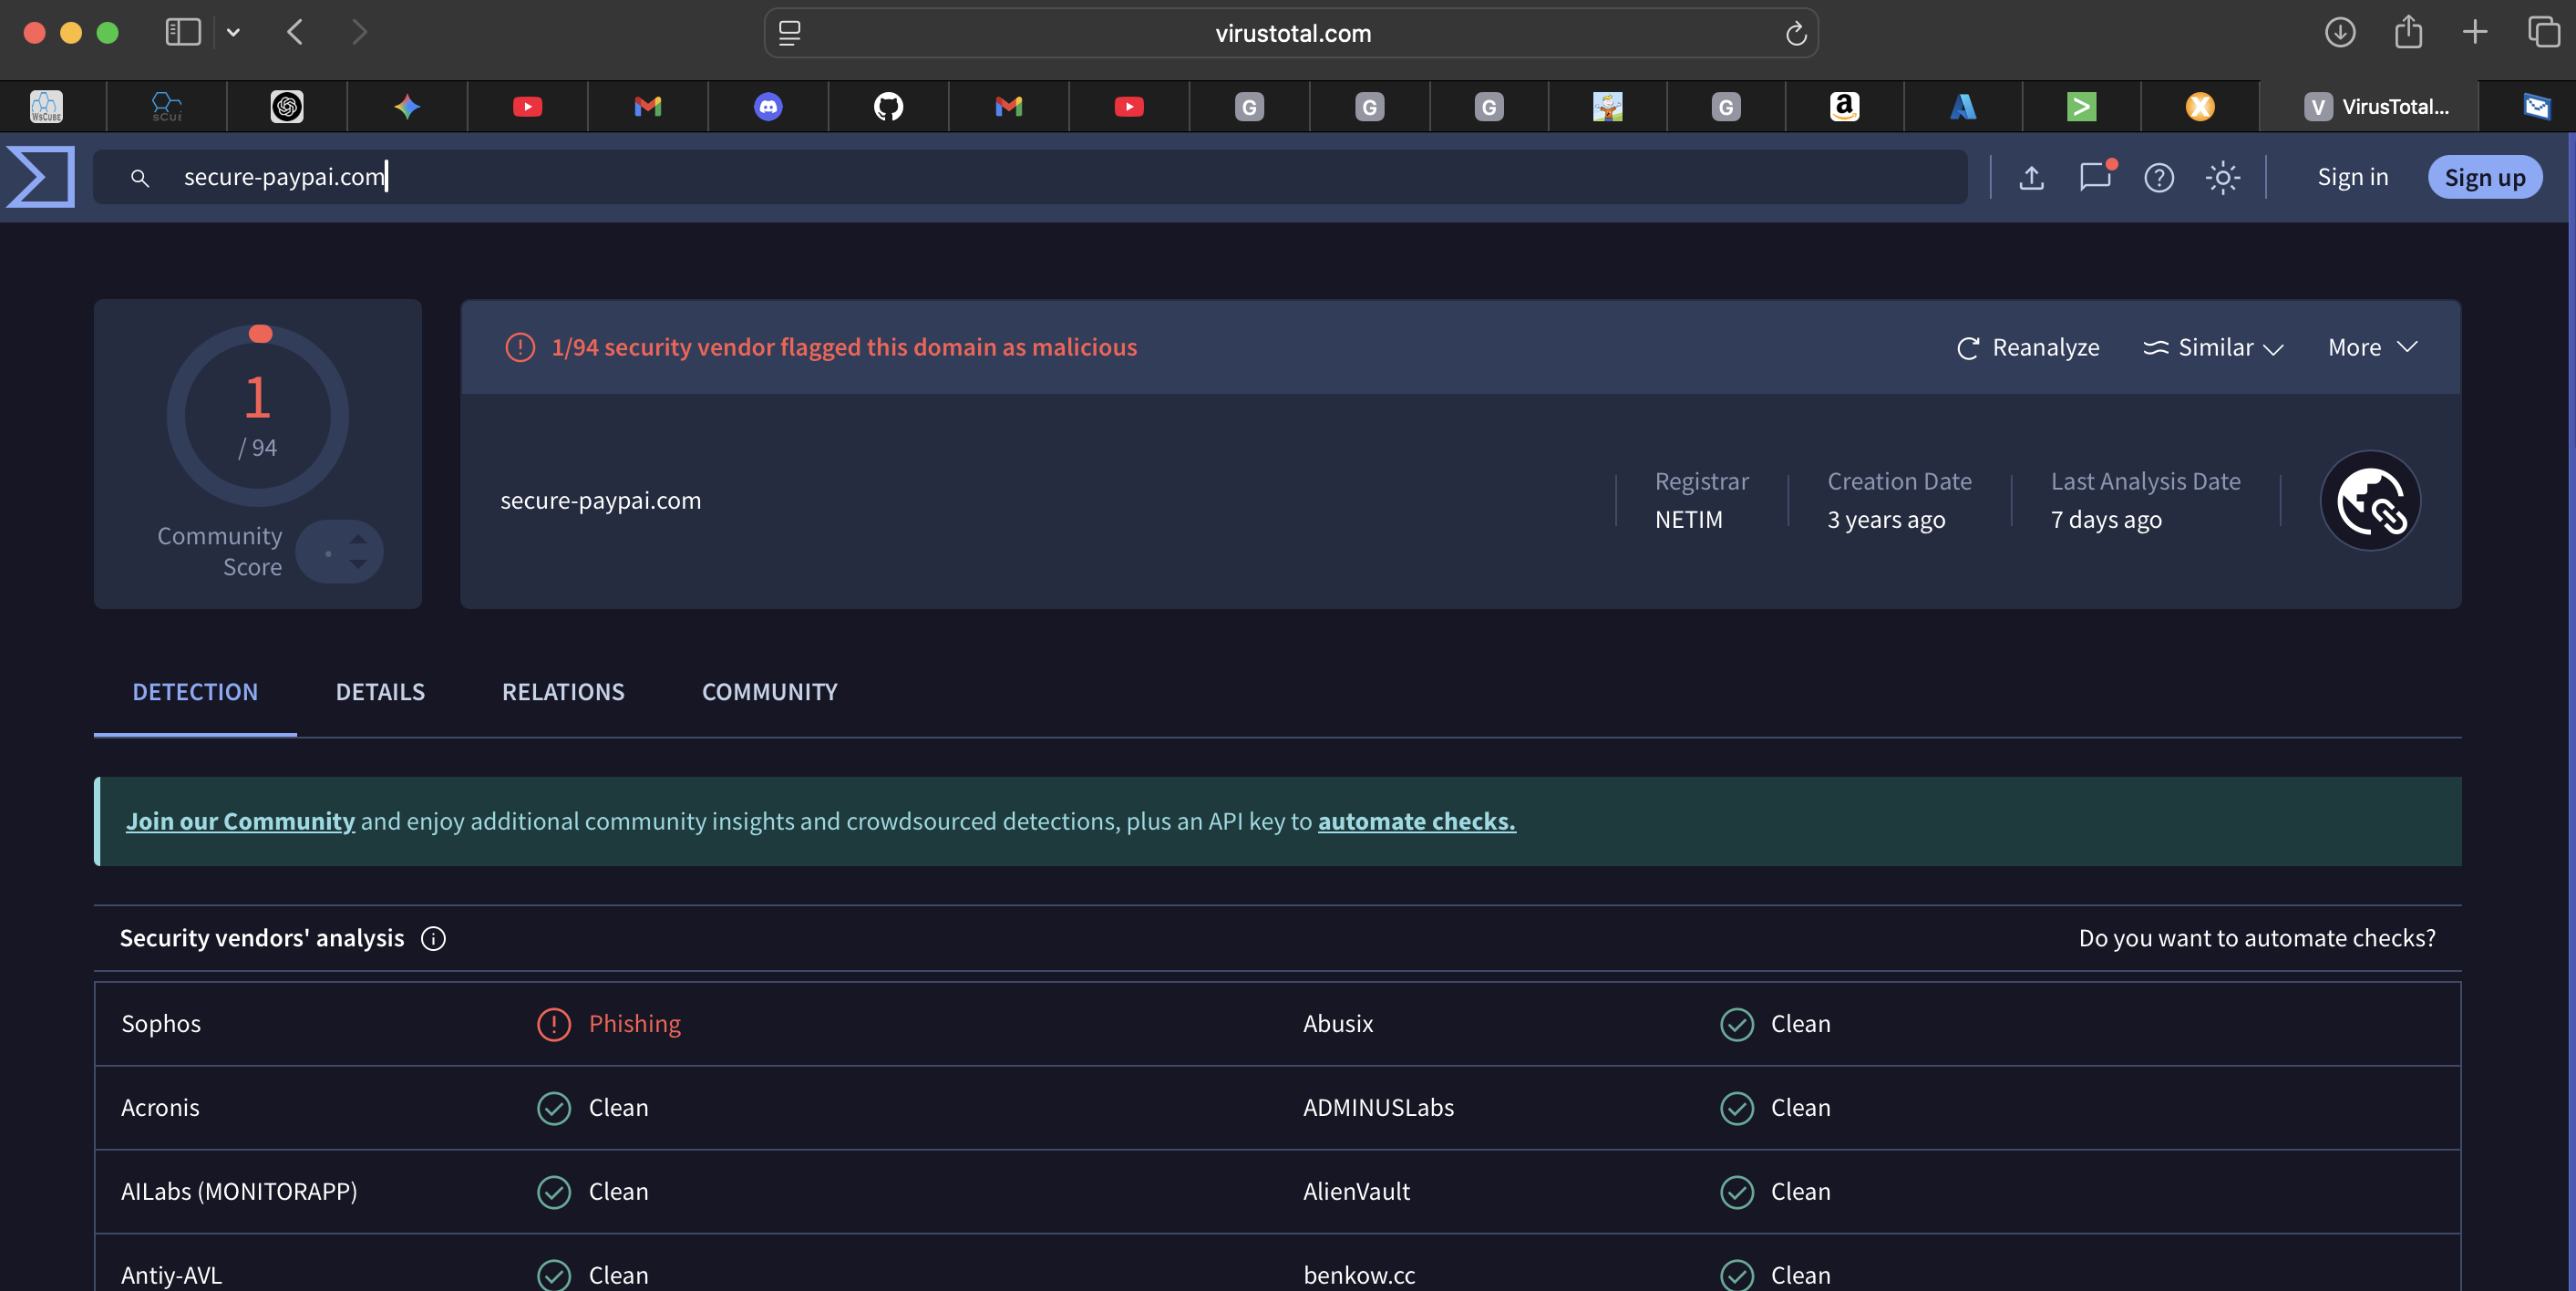 virustotal.com
WsCube
sCu
G
G
G
G
a
X
V VirusTotal...
secure-paypai.com
Sign in
Sign up
1
/ 94
Community
Score
1/94 security vendor flagged this domain as malicious
Reanalyze
Similar
More
secure-paypai.com
Registrar
NETIM
Creation Date
3 years ago
Last Analysis Date
7 days ago
DETECTION
DETAILS
RELATIONS
COMMUNITY
Join our Community and enjoy additional community insights and crowdsourced detections, plus an API key to automate checks.
Security vendors' analysis
Do you want to automate checks?
Sophos Phishing Abusix Clean
Acronis Clean ADMINUSLabs Clean
AILabs (MONITORAPP) Clean AlienVault Clean
Antiy-AVL Clean benkow.cc Clean